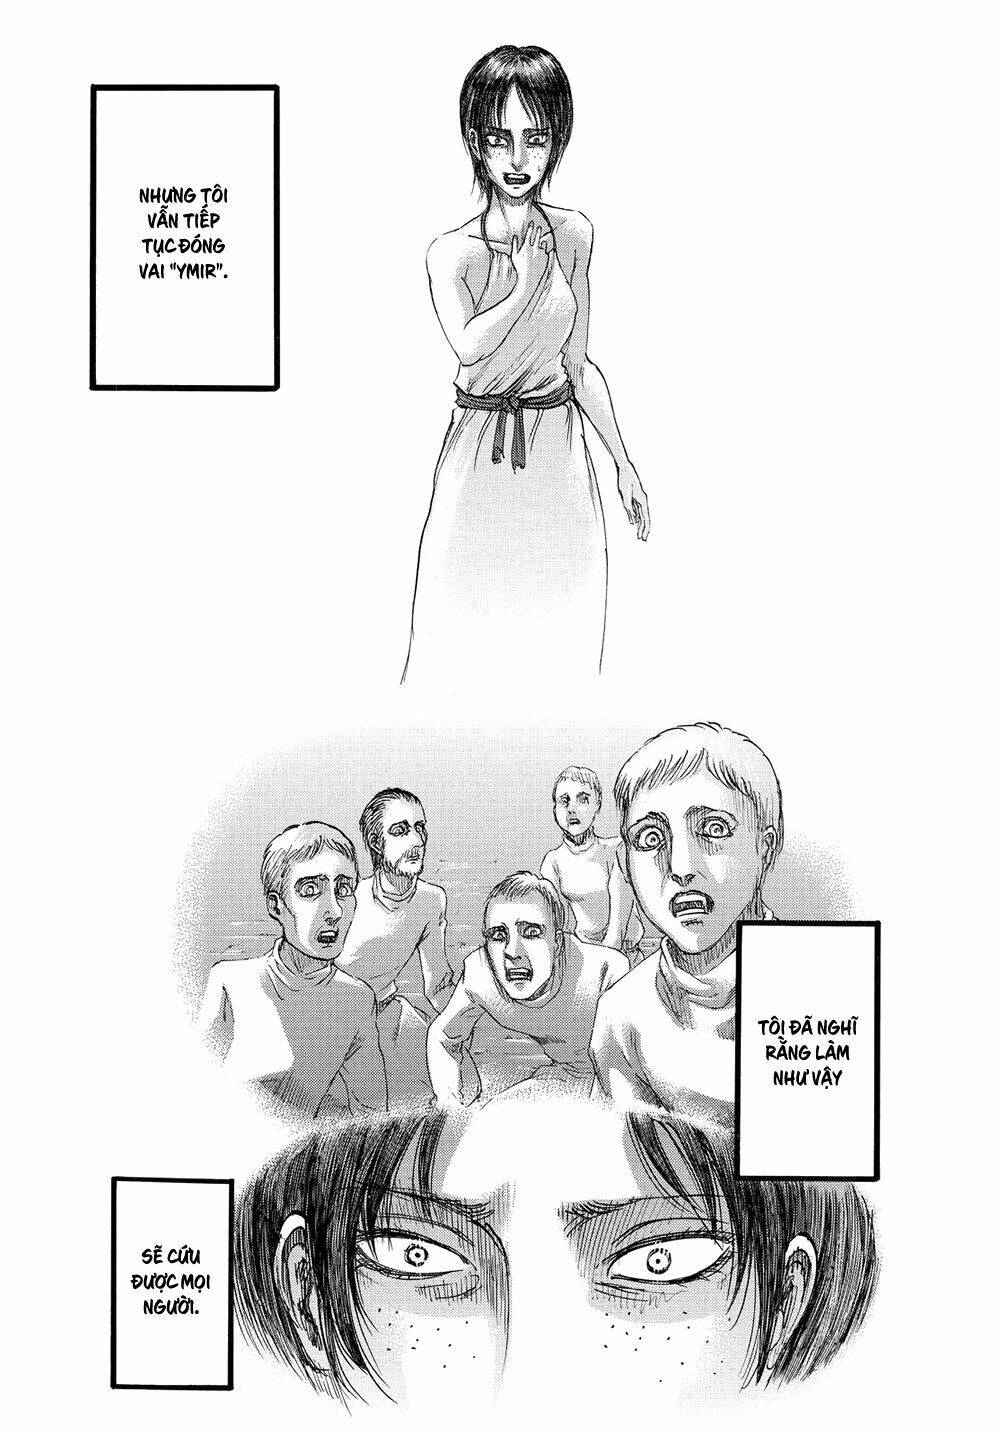 NHƯNG TÔI
VẪN TIẾP
TỤC ĐÓNG
VAI "YMIR".
TÔI ĐÃ NGHĨ
RẰNG LÀM
NHƯ VẬY
SẼ CỨU
ĐƯỢC MỌI
NGƯỜI.